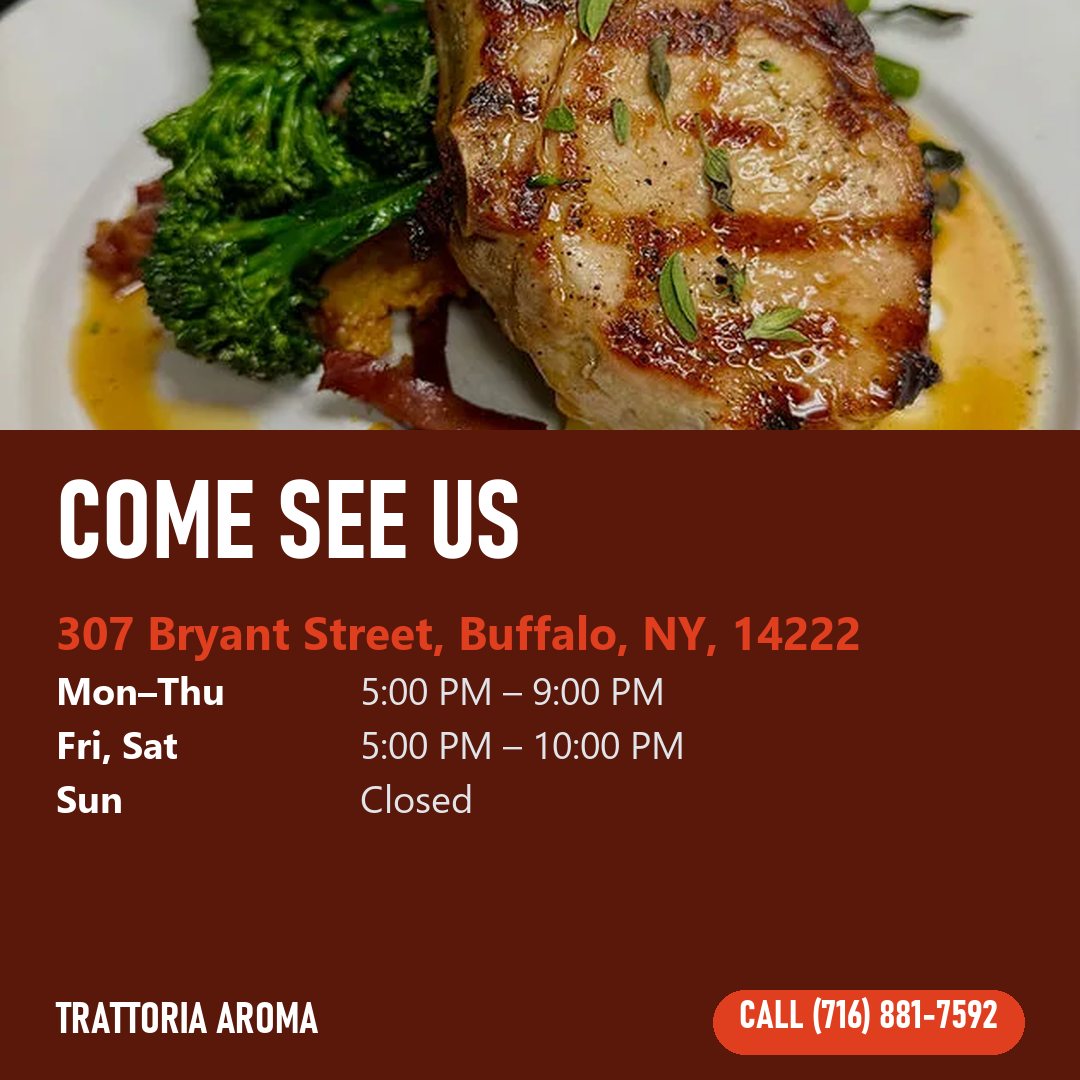 COME SEE US
307 Bryant Street, Buffalo, NY, 14222
Mon–Thu 5:00 PM – 9:00 PM
Fri, Sat 5:00 PM – 10:00 PM
Sun Closed
TRATTORIA AROMA
CALL (716) 881-7592